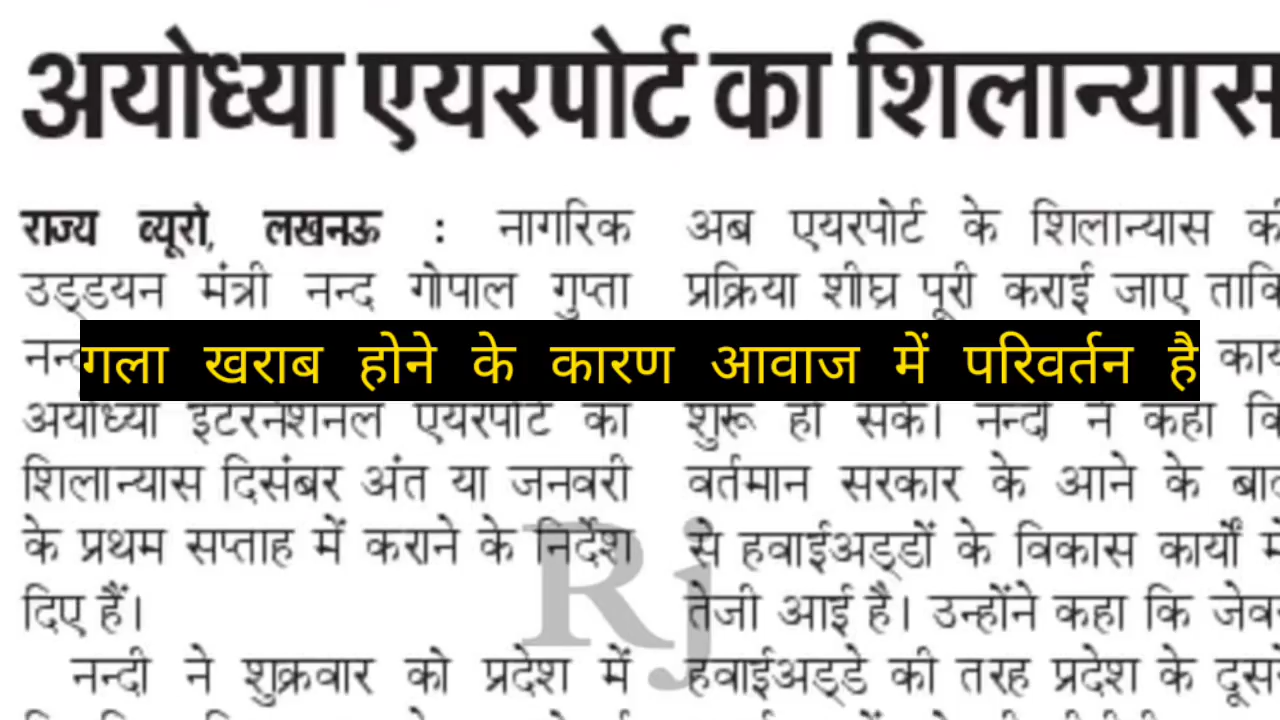 अयोध्या एयरपोर्ट का शिलान्यास
राज्य ब्यूरो, लखनऊ : नागरिक
उड्डयन मंत्री नन्द गोपाल गुप्ता
गला खराब होने के कारण आवाज में परिवर्तन है
अयोध्या इंटरनेशनल एयरपोर्ट का
शिलान्यास दिसंबर अंत या जनवरी
के प्रथम सप्ताह में कराने के निर्देश
दिए हैं।
नन्दी ने शुक्रवार को प्रदेश में
अब एयरपोर्ट के शिलान्यास
प्रक्रिया शीघ्र पूरी कराई जाए
शुरू हो सके। नन्दी ने कहा
वर्तमान सरकार के आने के
से हवाईअड्डों के विकास कार्यों
तेजी आई है। उन्होंने कहा कि
हवाईअड्डे की तरह प्रदेश के
Rj